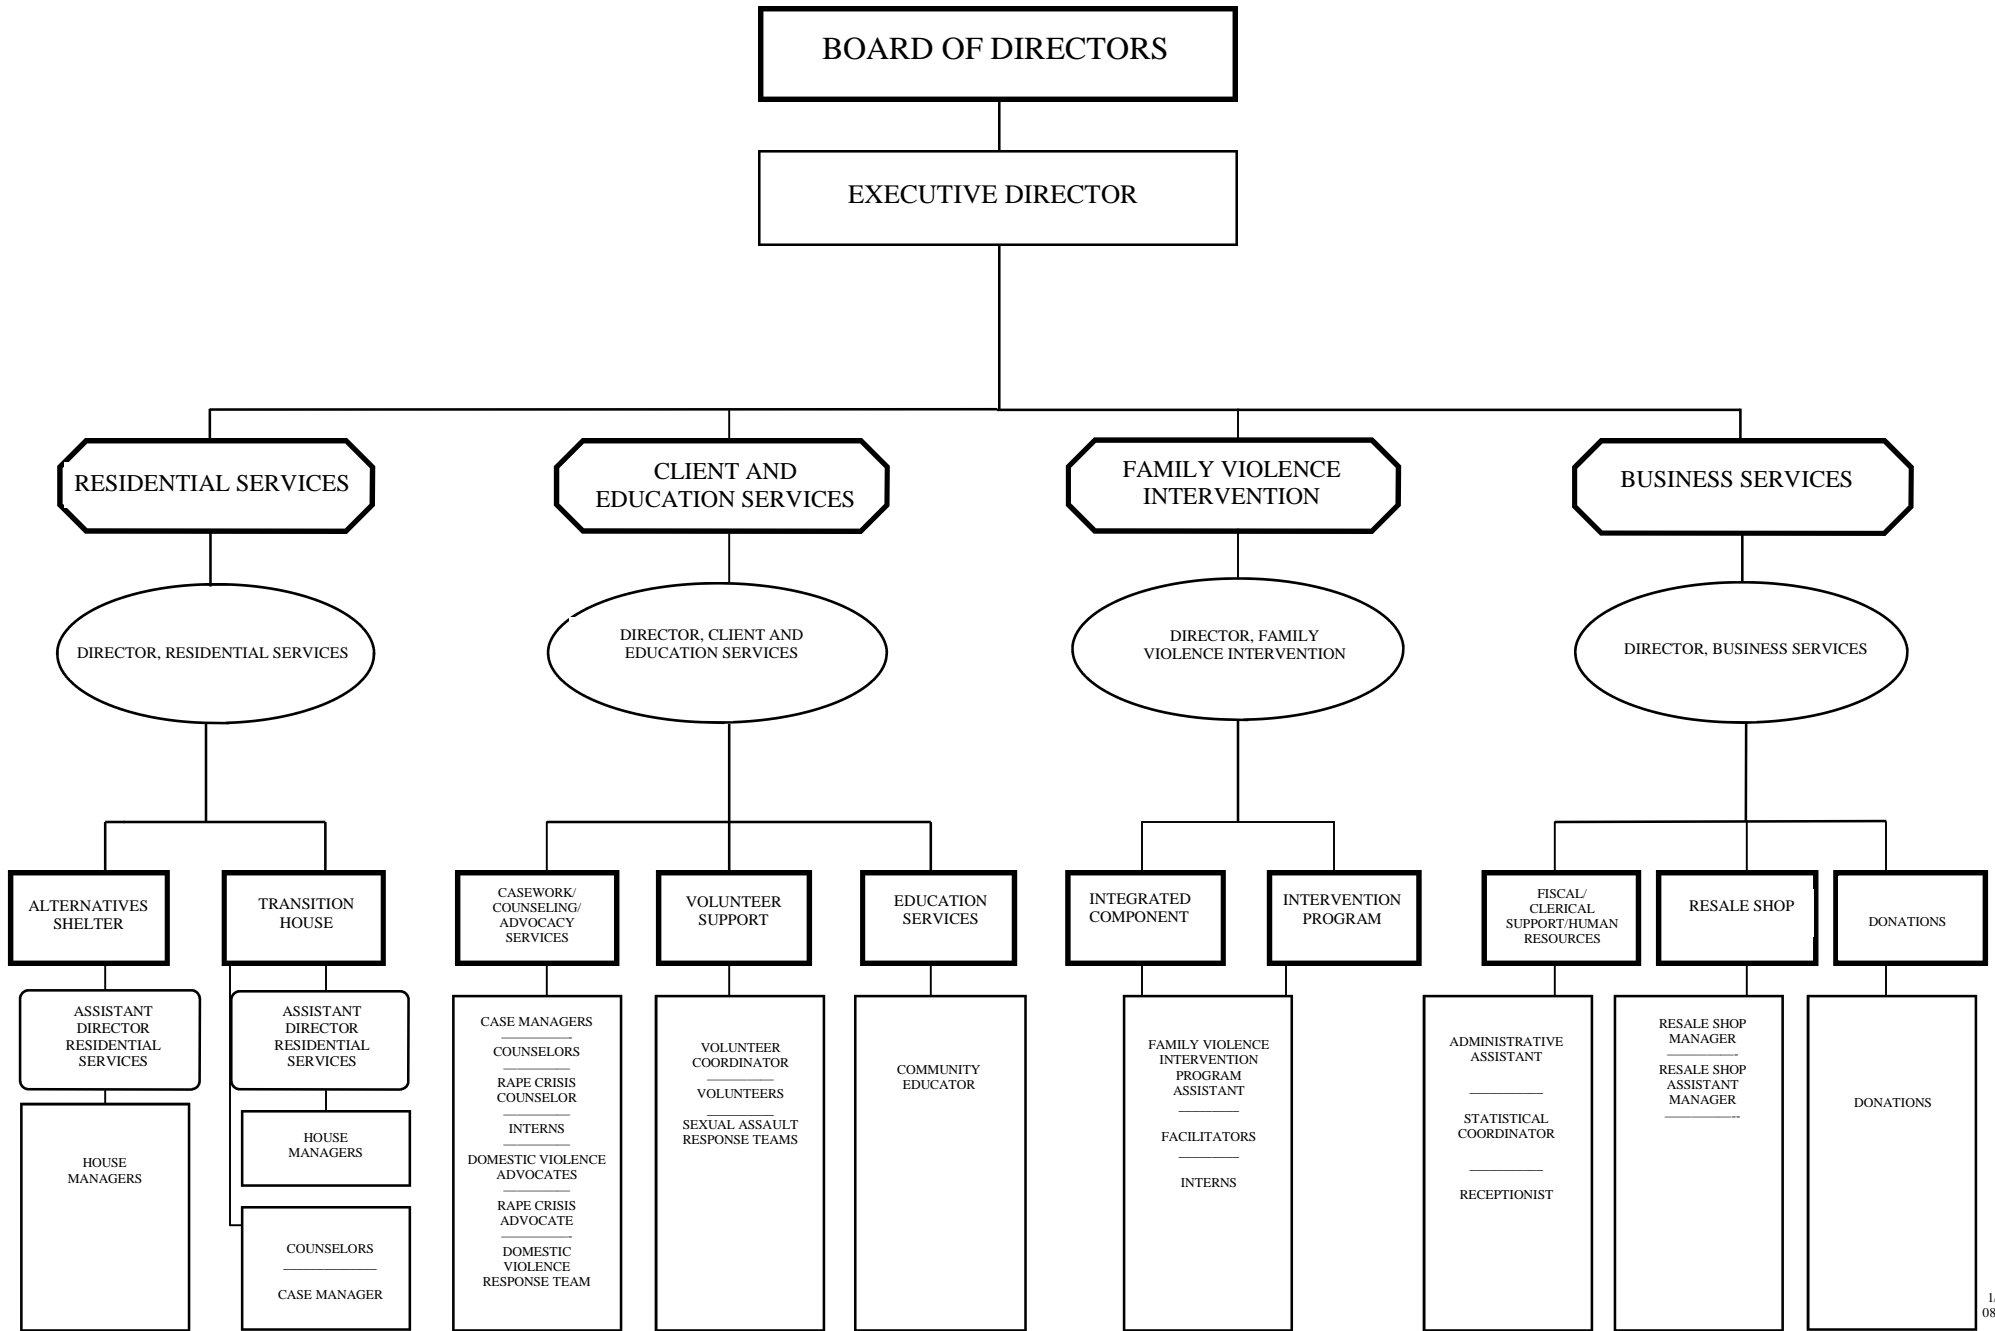 BOARD OF DIRECTORS
EXECUTIVE DIRECTOR
RESIDENTIAL SERVICES
CLIENT AND
EDUCATION SERVICES
FAMILY VIOLENCE
INTERVENTION
BUSINESS SERVICES
DIRECTOR, RESIDENTIAL SERVICES
DIRECTOR, CLIENT AND
EDUCATION SERVICES
DIRECTOR, FAMILY
VIOLENCE INTERVENTION
DIRECTOR, BUSINESS SERVICES
ALTERNATIVES
SHELTER
TRANSITION
HOUSE
CASEWORK/
COUNSELING/
ADVOCACY
SERVICES
VOLUNTEER
SUPPORT
EDUCATION
SERVICES
INTEGRATED
COMPONENT
INTERVENTION
PROGRAM
FISCAL/
CLERICAL
SUPPORT/HUMAN
RESOURCES
RESALE SHOP
DONATIONS
ASSISTANT
DIRECTOR
RESIDENTIAL
SERVICES
HOUSE
MANAGERS
ASSISTANT
DIRECTOR
RESIDENTIAL
SERVICES
HOUSE
MANAGERS
COUNSELORS
CASE MANAGER
CASE MANAGERS
COUNSELORS
RAPE CRISIS
COUNSELOR
INTERNS
DOMESTIC VIOLENCE
ADVOCATES
RAPE CRISIS
ADVOCATE
DOMESTIC
VIOLENCE
RESPONSE TEAM
VOLUNTEER
COORDINATOR
VOLUNTEERS
SEXUAL ASSAULT
RESPONSE TEAMS
COMMUNITY
EDUCATOR
FAMILY VIOLENCE
INTERVENTION
PROGRAM
ASSISTANT
FACILITATORS
INTERNS
ADMINISTRATIVE
ASSISTANT
STATISTICAL
COORDINATOR
RECEPTIONIST
RESALE SHOP
MANAGER
RESALE SHOP
ASSISTANT
MANAGER
DONATIONS
08